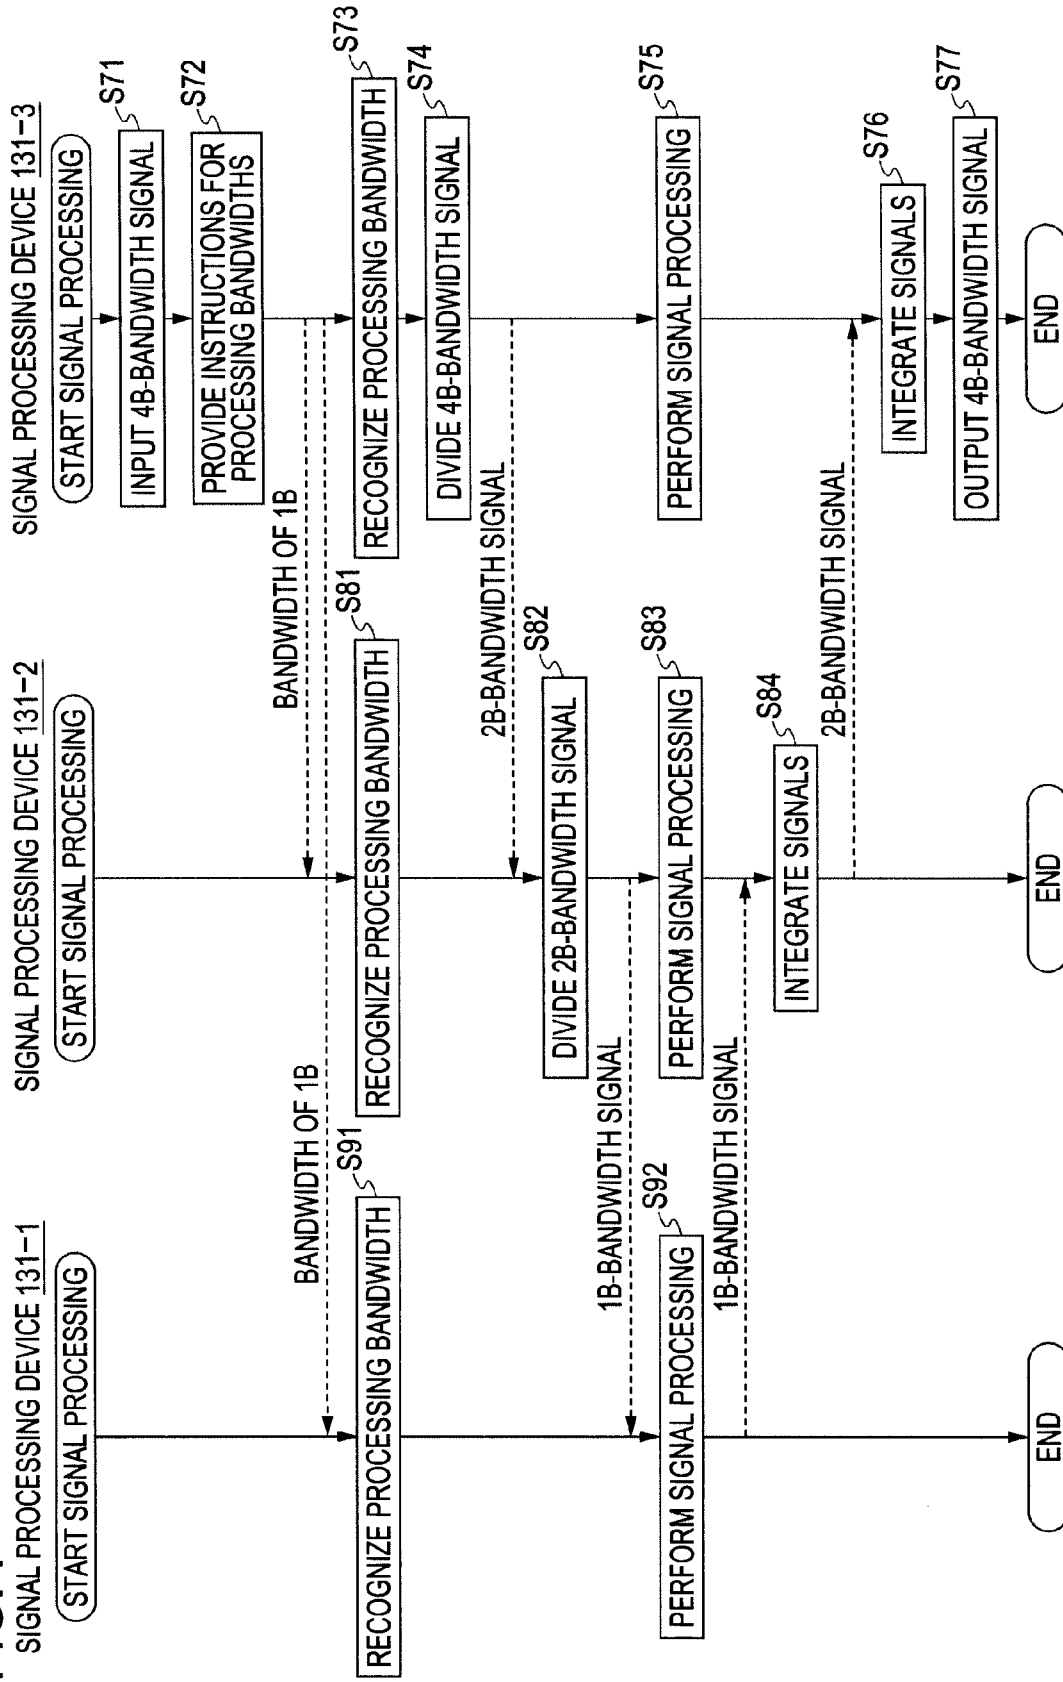 SIGNAL PROCESSING DEVICE 131-1
START SIGNAL PROCESSING
RECOGNIZE PROCESSING BANDWIDTH
S91
PERFORM SIGNAL PROCESSING
S92
END
BANDWIDTH OF 1B
1B-BANDWIDTH SIGNAL
1B-BANDWIDTH SIGNAL
SIGNAL PROCESSING DEVICE 131-2
START SIGNAL PROCESSING
RECOGNIZE PROCESSING BANDWIDTH
S81
DIVIDE 2B-BANDWIDTH SIGNAL
S82
PERFORM SIGNAL PROCESSING
S83
INTEGRATE SIGNALS
S84
END
BANDWIDTH OF 1B
2B-BANDWIDTH SIGNAL
2B-BANDWIDTH SIGNAL
SIGNAL PROCESSING DEVICE 131-3
START SIGNAL PROCESSING
INPUT 4B-BANDWIDTH SIGNAL
S71
PROVIDE INSTRUCTIONS FOR
PROCESSING BANDWIDTHS
S72
RECOGNIZE PROCESSING BANDWIDTH
S73
DIVIDE 4B-BANDWIDTH SIGNAL
S74
PERFORM SIGNAL PROCESSING
S75
INTEGRATE SIGNALS
S76
OUTPUT 4B-BANDWIDTH SIGNAL
S77
END